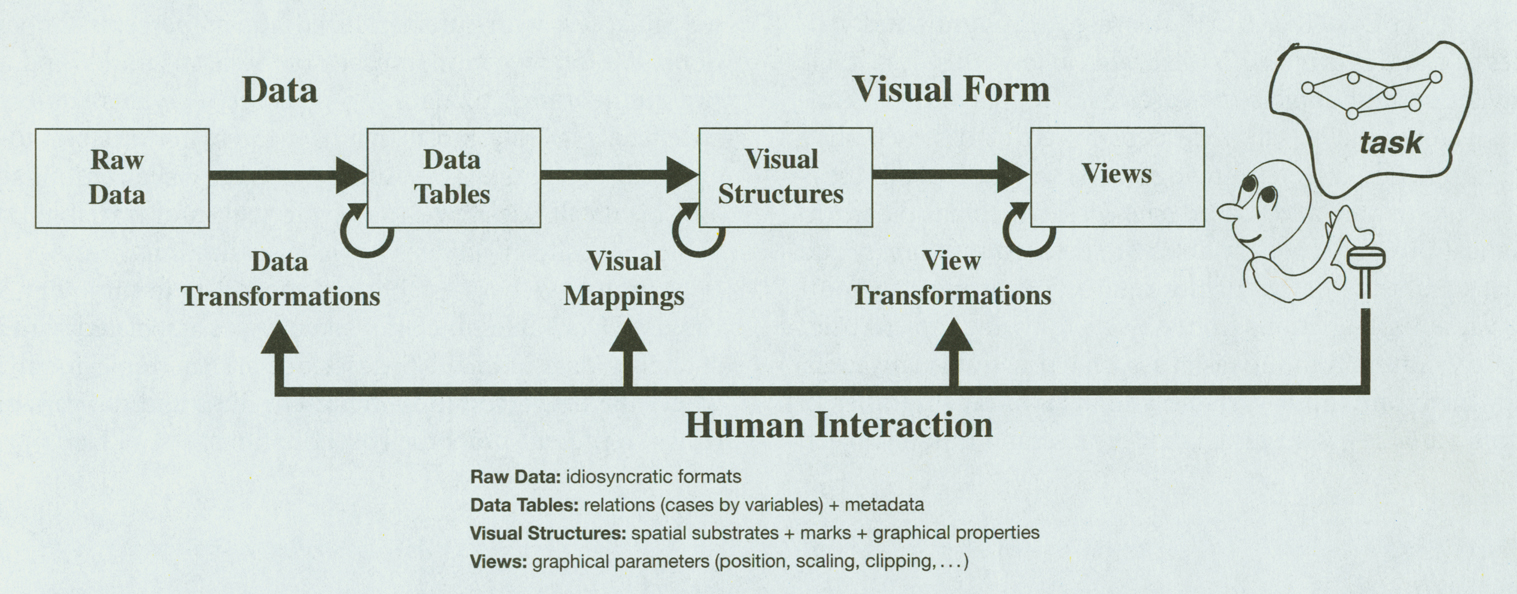 Data
Visual Form
Raw
Data
Data
Tables
Visual
Structures
Views
task
Data
Transformations
Visual
Mappings
View
Transformations
Human Interaction
Raw Data: idiosyncratic formats
Data Tables: relations (cases by variables) + metadata
Visual Structures: spatial substrates + marks + graphical properties
Views: graphical parameters (position, scaling, clipping, . . . )